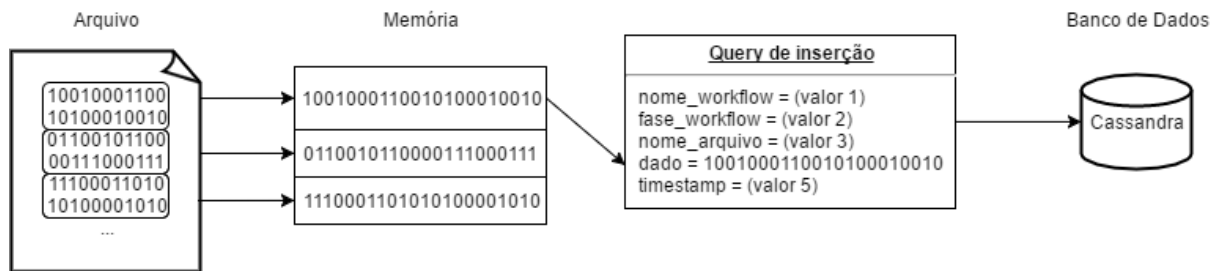 Arquivo
Memória
Banco de Dados
Query de inserção
10010001100
10100010010
01100101100
00111000111
11100011010
10100001010
...
1001000110010100010010
0110010110000111000111
1110001101010100001010
nome_workflow = (valor 1)
fase_workflow = (valor 2)
nome_arquivo = (valor 3)
dado = 1001000110010100010010
timestamp = (valor 5)
Cassandra